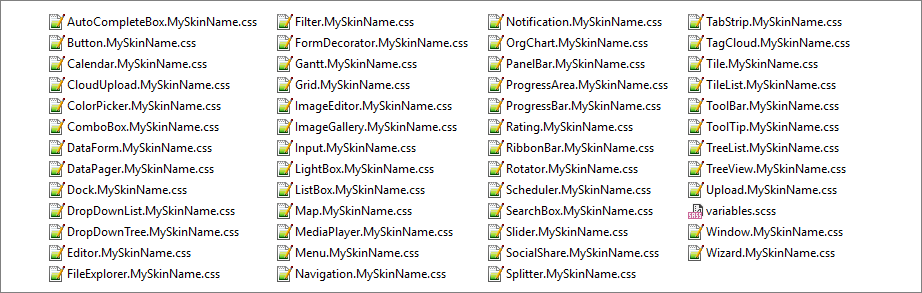 AutoCompleteBox.MySkinName.css
Button.MySkinName.css
Calendar.MySkinName.css
CloudUpload.MySkinName.css
ColorPicker.MySkinName.css
ComboBox.MySkinName.css
DataForm.MySkinName.css
DataPager.MySkinName.css
Dock.MySkinName.css
DropDownList.MySkinName.css
DropDownTree.MySkinName.css
Editor.MySkinName.css
FileExplorer.MySkinName.css
Filter.MySkinName.css
FormDecorator.MySkinName.css
Gantt.MySkinName.css
Grid.MySkinName.css
ImageEditor.MySkinName.css
ImageGallery.MySkinName.css
Input.MySkinName.css
LightBox.MySkinName.css
ListBox.MySkinName.css
Map.MySkinName.css
MediaPlayer.MySkinName.css
Menu.MySkinName.css
Navigation.MySkinName.css
Notification.MySkinName.css
OrgChart.MySkinName.css
PanelBar.MySkinName.css
ProgressArea.MySkinName.css
ProgressBar.MySkinName.css
Rating.MySkinName.css
RibbonBar.MySkinName.css
Rotator.MySkinName.css
Scheduler.MySkinName.css
SearchBox.MySkinName.css
Slider.MySkinName.css
SocialShare.MySkinName.css
Splitter.MySkinName.css
TabStrip.MySkinName.css
TagCloud.MySkinName.css
Tile.MySkinName.css
TileList.MySkinName.css
ToolBar.MySkinName.css
ToolTip.MySkinName.css
TreeList.MySkinName.css
TreeView.MySkinName.css
Upload.MySkinName.css
variables.scss
Window.MySkinName.css
Wizard.MySkinName.css